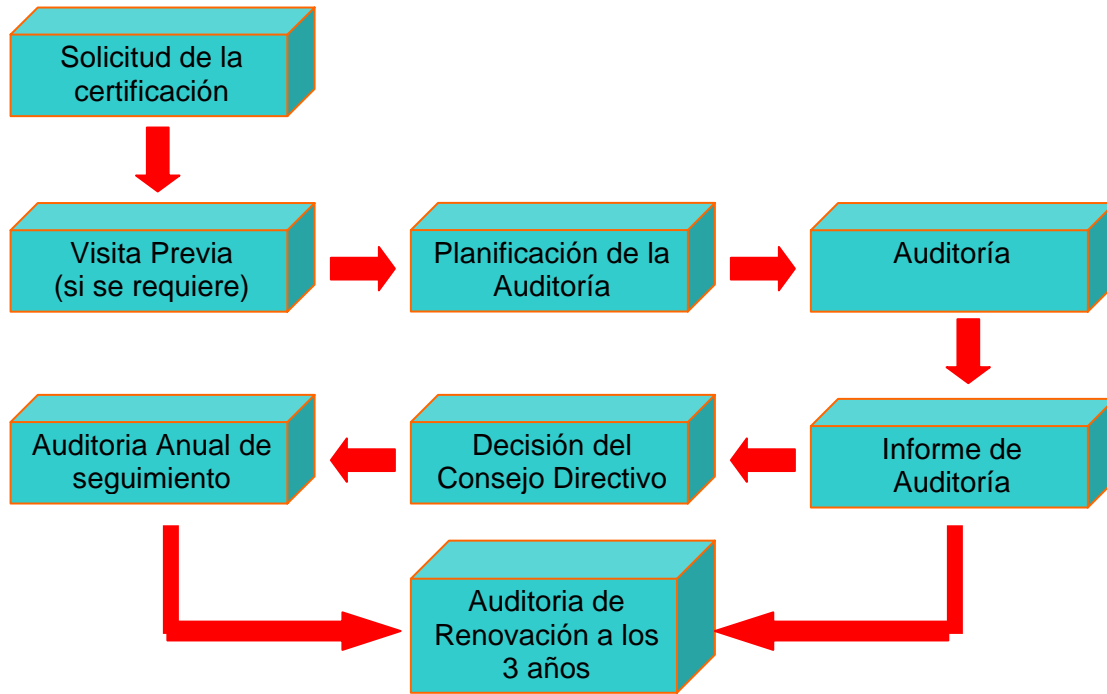 Solicitud de la
certificación
Visita Previa
(si se requiere)
Planificación de la
Auditoría
Auditoría
Auditoria Anual de
seguimiento
Decisión del
Consejo Directivo
Informe de
Auditoría
Auditoria de
Renovación a los
3 años